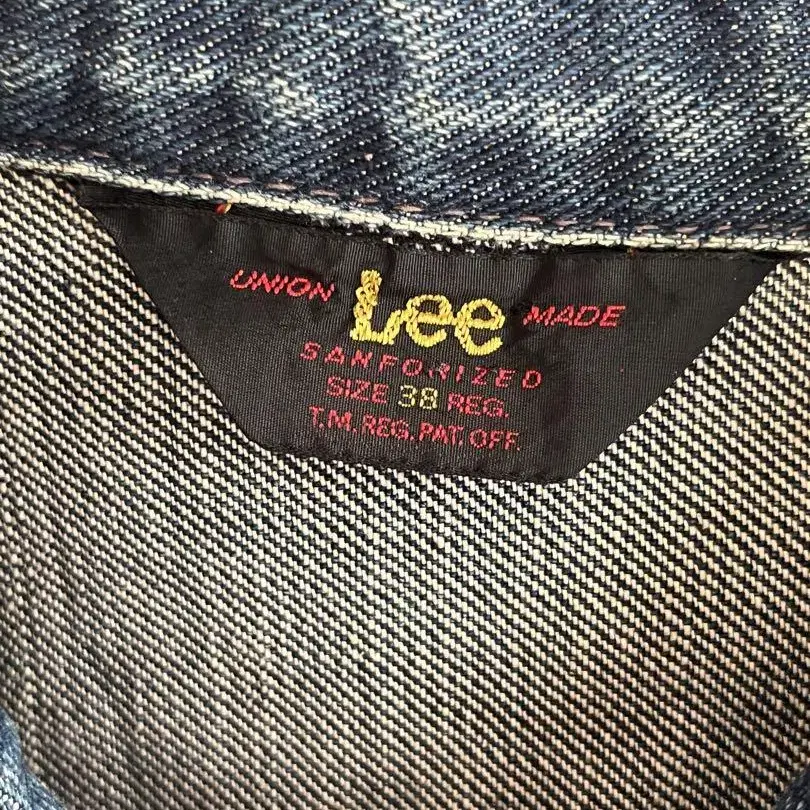 UNION Lee MADE
SANFORIZED
SIZE 38 REG.
T.M. REG. PAT. OFF.